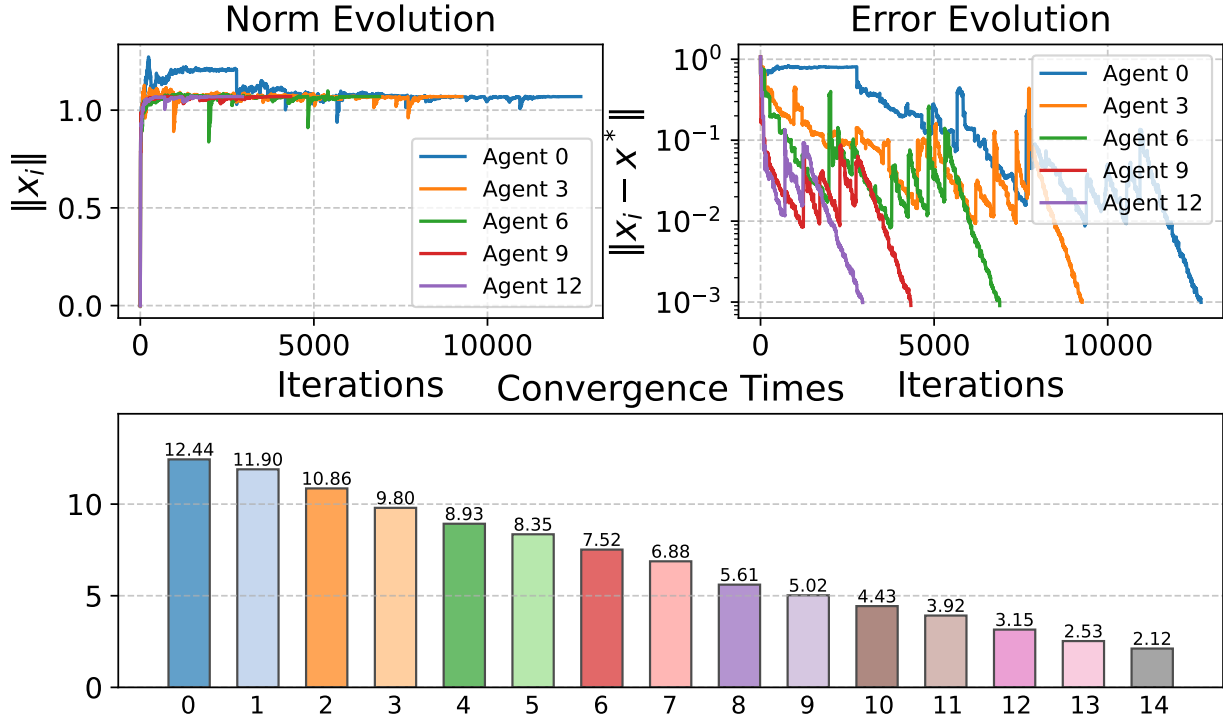 Norm Evolution
‖x_i‖
1.0
0.5
0.0
Agent 0
Agent 3
Agent 6
Agent 9
Agent 12
0 5000 10000
Iterations
Error Evolution
‖x_i − x^*‖
10^0
10^−1
10^−2
10^−3
Agent 0
Agent 3
Agent 6
Agent 9
Agent 12
0 5000 10000
Iterations
Convergence Times
10
5
0
12.44 11.90 10.86 9.80 8.93 8.35 7.52 6.88 5.61 5.02 4.43 3.92 3.15 2.53 2.12
0 1 2 3 4 5 6 7 8 9 10 11 12 13 14